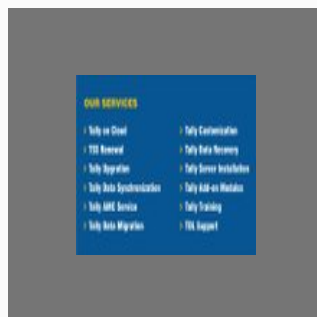 OUR SERVICES
› Tally on Cloud
› TSS Renewal
› Tally Upgration
› Tally Data Synchronization
› Tally AMC Service
› Tally Data Migration
› Tally Customization
› Tally Data Recovery
› Tally Server Installation
› Tally Add-on Modules
› Tally Training
› TDL Support